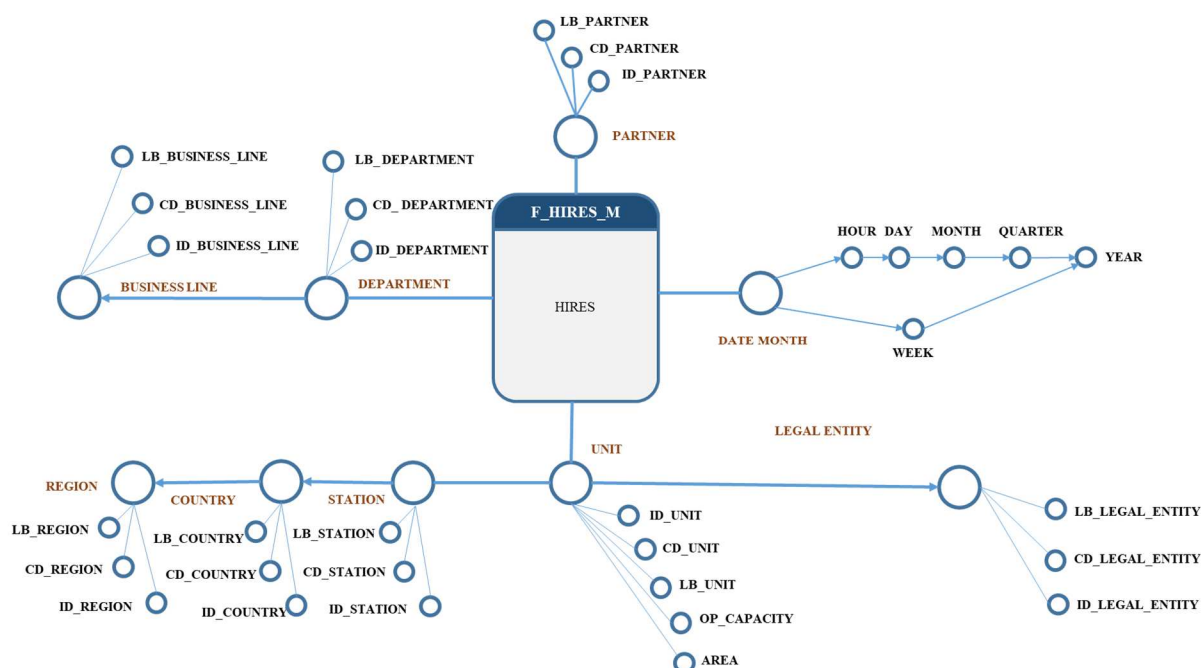 LB_PARTNER
CD_PARTNER
ID_PARTNER
PARTNER
LB_BUSINESS_LINE
CD_BUSINESS_LINE
ID_BUSINESS_LINE
BUSINESS LINE
LB_DEPARTMENT
CD_ DEPARTMENT
ID_DEPARTMENT
DEPARTMENT
F_HIRES_M
HIRES
HOUR DAY MONTH QUARTER
YEAR
WEEK
DATE MONTH
LEGAL ENTITY
UNIT
REGION
COUNTRY
STATION
LB_REGION
CD_REGION
ID_REGION
LB_COUNTRY
CD_COUNTRY
ID_COUNTRY
LB_STATION
CD_STATION
ID_STATION
ID_UNIT
CD_UNIT
LB_UNIT
OP_CAPACITY
AREA
LB_LEGAL_ENTITY
CD_LEGAL_ENTITY
ID_LEGAL_ENTITY